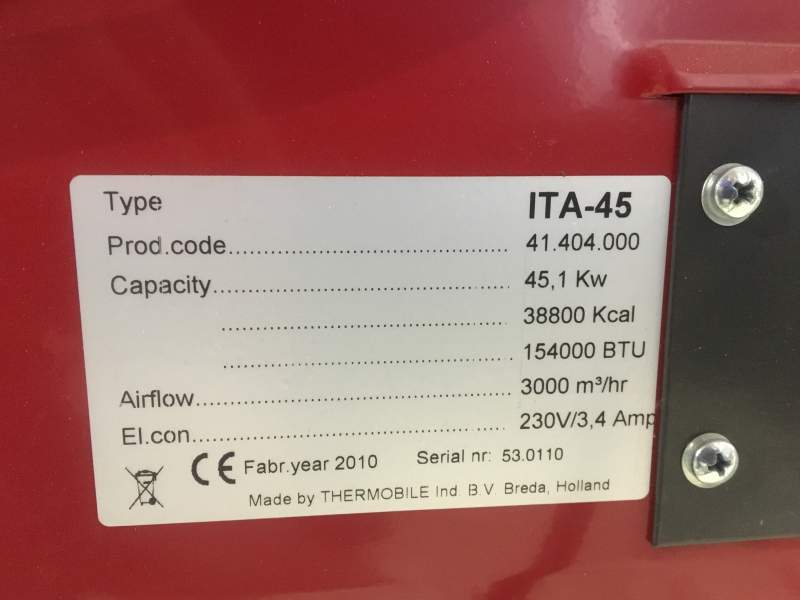 Type ITA-45
Prod.code........................................ 41.404.000
Capacity........................................... 45,1 Kw
.......................................... 38800 Kcal
.......................................... 154000 BTU
Airflow............................................. 3000 m³/hr
El.con.............................................. 230V/3,4 Amp
CE Fabr.year 2010 Serial nr: 53.0110
Made by THERMOBILE Ind. B.V. Breda, Holland